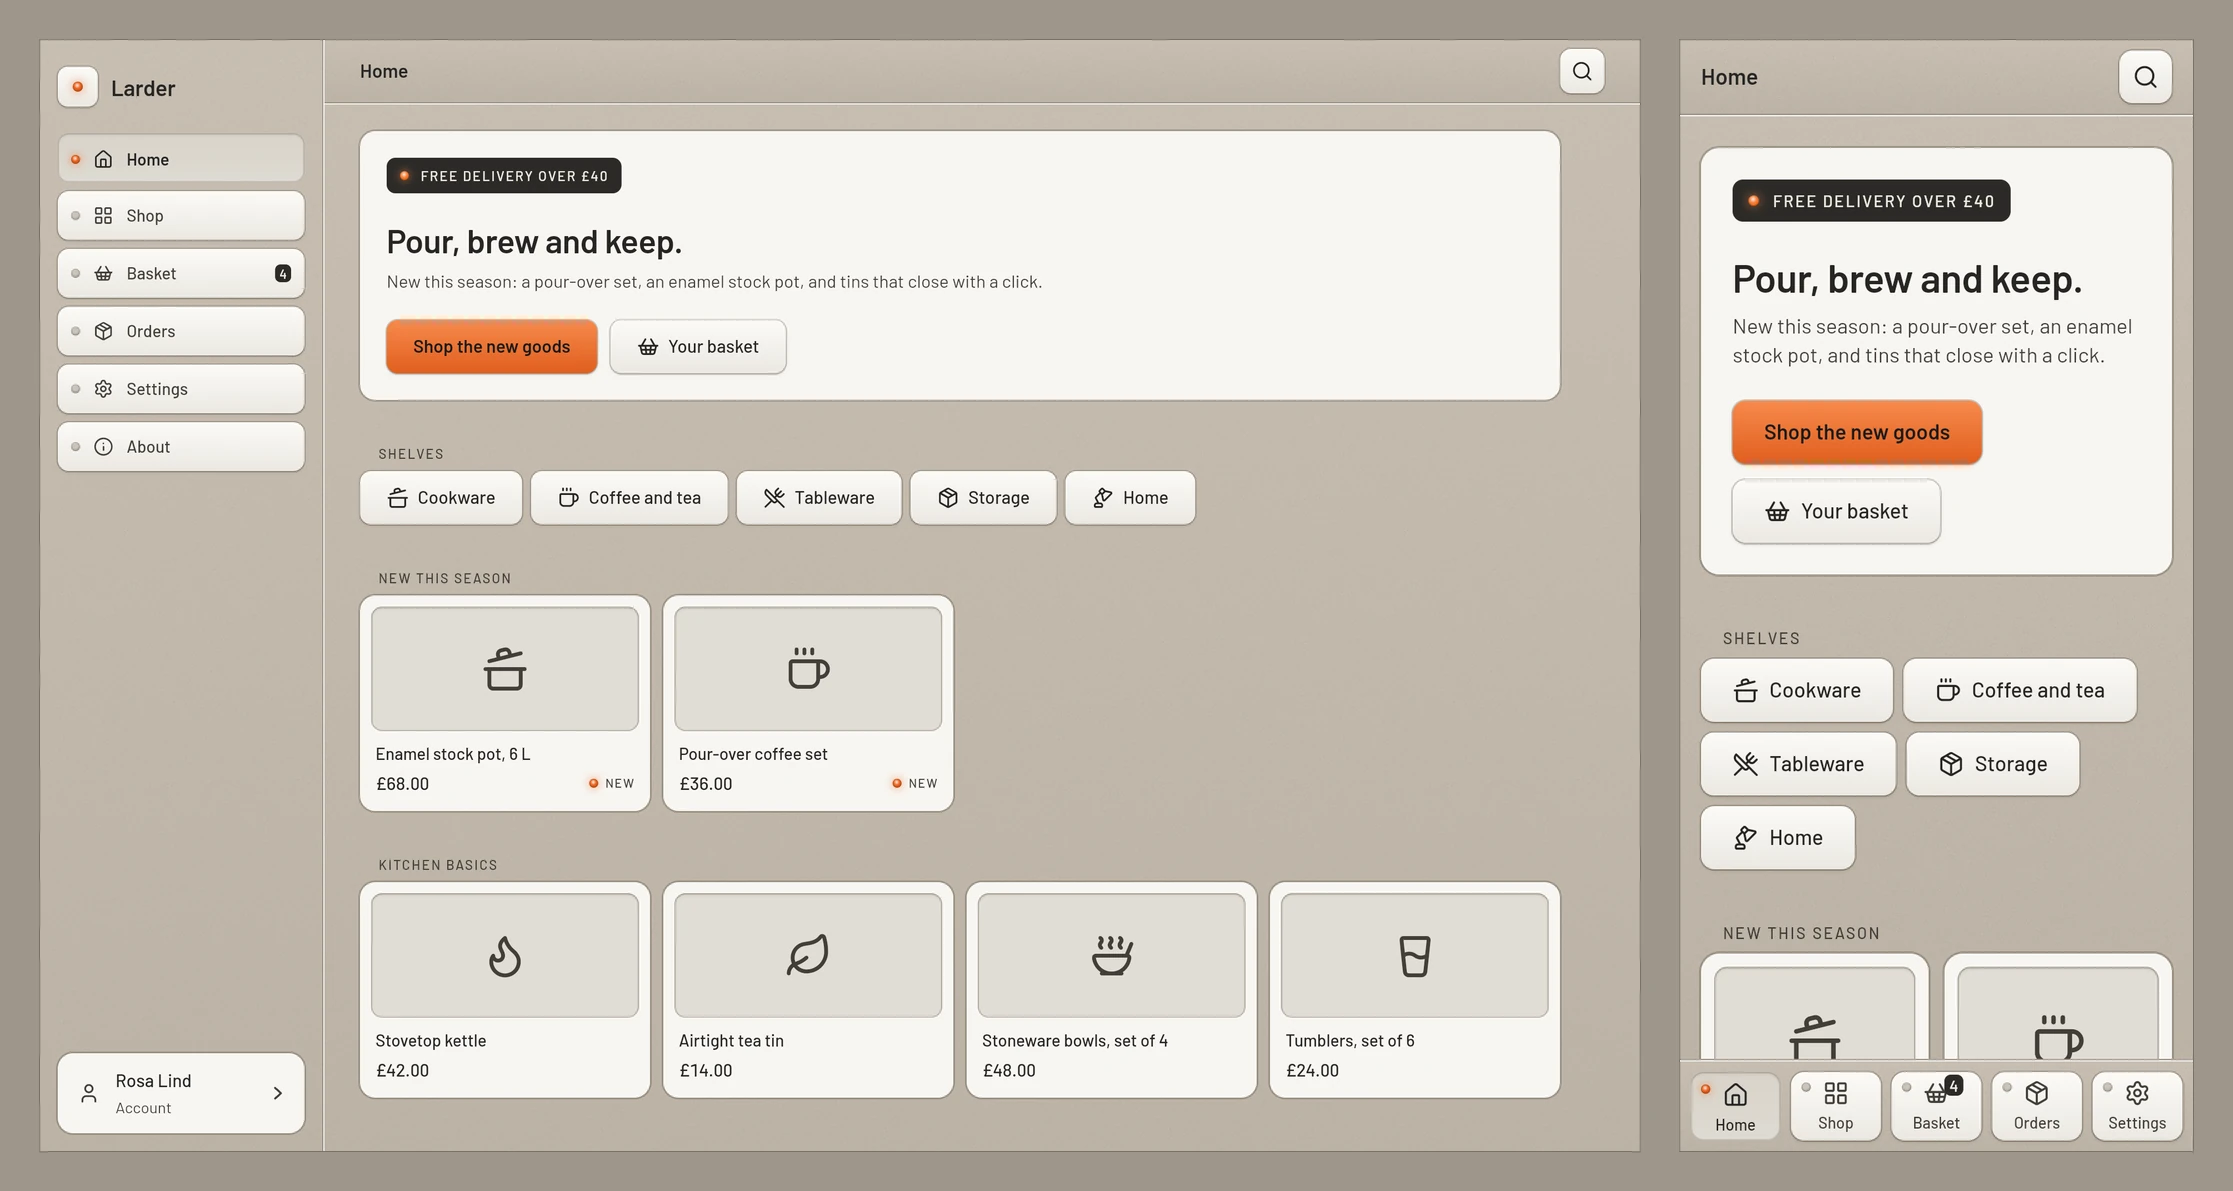 Larder
Home
Shop
Basket 4
Orders
Settings
About
Rosa Lind
Account
Home
FREE DELIVERY OVER £40
Pour, brew and keep.
New this season: a pour-over set, an enamel stock pot, and tins that close with a click.
Shop the new goods
Your basket
SHELVES
Cookware
Coffee and tea
Tableware
Storage
Home
NEW THIS SEASON
Enamel stock pot, 6 L
£68.00
NEW
Pour-over coffee set
£36.00
NEW
KITCHEN BASICS
Stovetop kettle
£42.00
Airtight tea tin
£14.00
Stoneware bowls, set of 4
£48.00
Tumblers, set of 6
£24.00
Home
FREE DELIVERY OVER £40
Pour, brew and keep.
New this season: a pour-over set, an enamel
stock pot, and tins that close with a click.
Shop the new goods
Your basket
SHELVES
Cookware
Coffee and tea
Tableware
Storage
Home
NEW THIS SEASON
Home
Shop
4
Basket
Orders
Settings